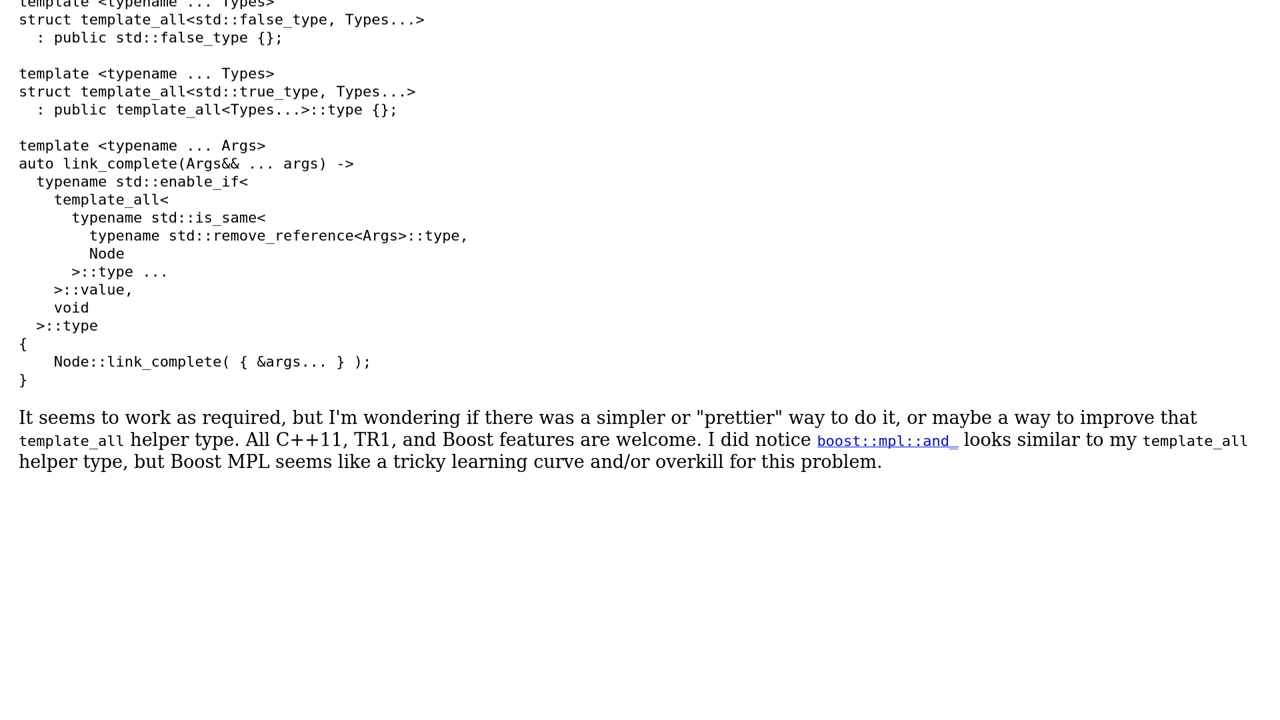 template <typename ... Types>
struct template_all<std::false_type, Types...>
  : public std::false_type {};

template <typename ... Types>
struct template_all<std::true_type, Types...>
  : public template_all<Types...>::type {};

template <typename ... Args>
auto link_complete(Args&& ... args) ->
  typename std::enable_if<
    template_all<
      typename std::is_same<
        typename std::remove_reference<Args>::type,
        Node
      >::type ...
    >::value,
    void
  >::type
{
    Node::link_complete( { &args... } );
}
It seems to work as required, but I'm wondering if there was a simpler or "prettier" way to do it, or maybe a way to improve that
template_all helper type. All C++11, TR1, and Boost features are welcome. I did notice boost::mpl::and_ looks similar to my template_all
helper type, but Boost MPL seems like a tricky learning curve and/or overkill for this problem.